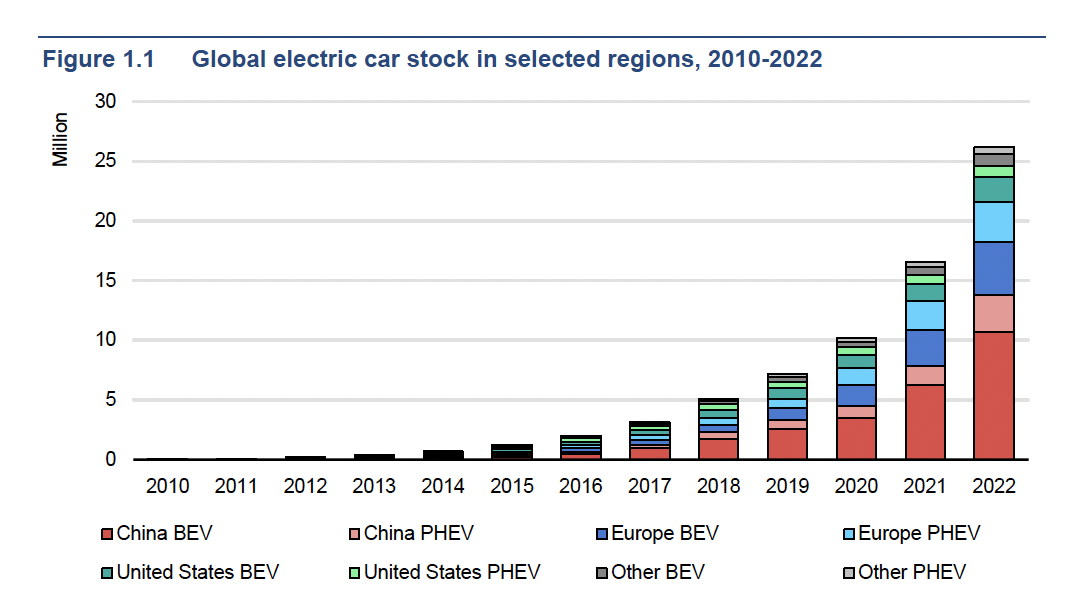 Figure 1.1 Global electric car stock in selected regions, 2010-2022
30
Million
25
20
15
10
5
0
2010 2011 2012 2013 2014 2015 2016 2017 2018 2019 2020 2021 2022
China BEV China PHEV Europe BEV Europe PHEV
United States BEV United States PHEV Other BEV Other PHEV